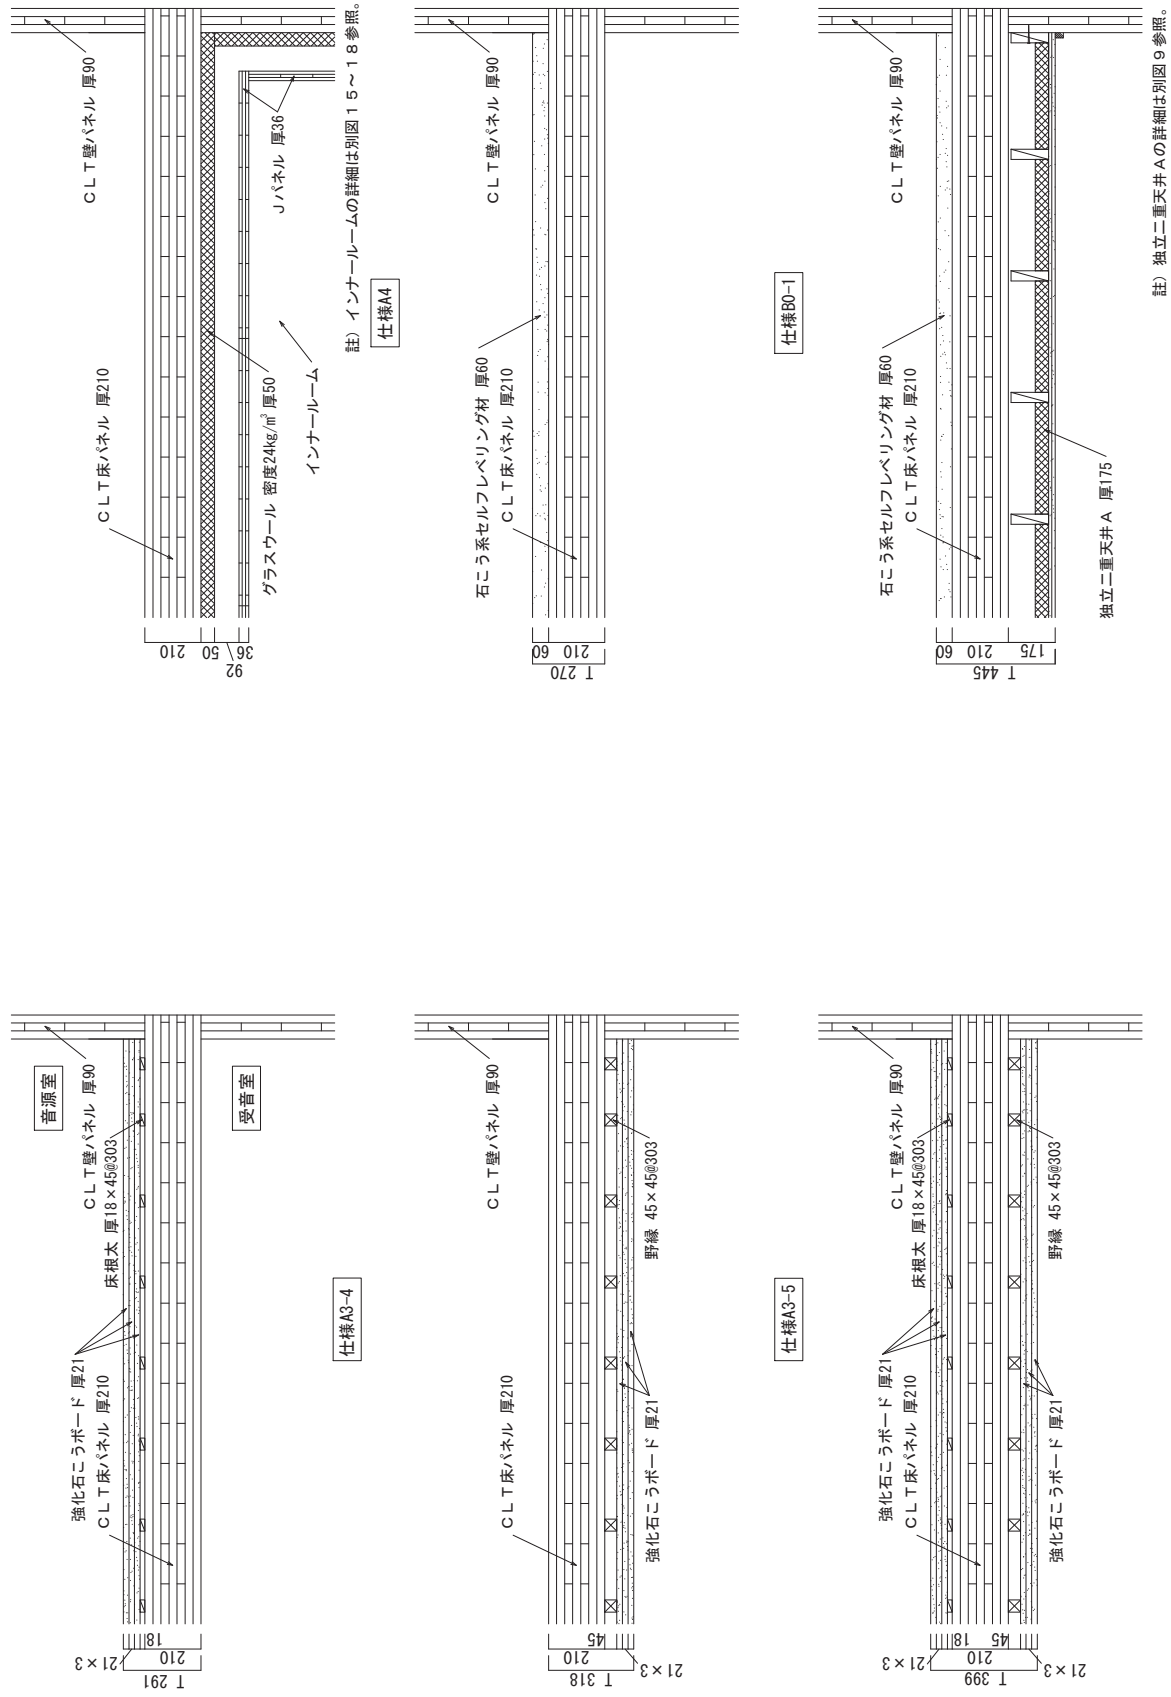 音源室
受音室
CLT壁パネル 厚90
床根太 厚18×45@303
強化石こうボード 厚21
CLT床パネル 厚210
21×3
18
210
T 291
仕様A3-4
CLT壁パネル 厚90
CLT床パネル 厚210
野縁 45×45@303
強化石こうボード 厚21
210
45
21×3
T 318
仕様A3-5
CLT壁パネル 厚90
床根太 厚18×45@303
強化石こうボード 厚21
CLT床パネル 厚210
野縁 45×45@303
強化石こうボード 厚21
21×3
18
210
45
21×3
T 399
CLT壁パネル 厚90
CLT床パネル 厚210
Jパネル 厚36
グラスウール 密度24kg/㎥ 厚50
インナールーム
210
50
92
36
註) インナールームの詳細は別図15~18参照。
仕様A4
CLT壁パネル 厚90
石こう系セルフレベリング材 厚60
CLT床パネル 厚210
60
210
T 270
仕様B0-1
CLT壁パネル 厚90
石こう系セルフレベリング材 厚60
CLT床パネル 厚210
独立二重天井A 厚175
60
210
175
T 445
註) 独立二重天井Aの詳細は別図9参照。